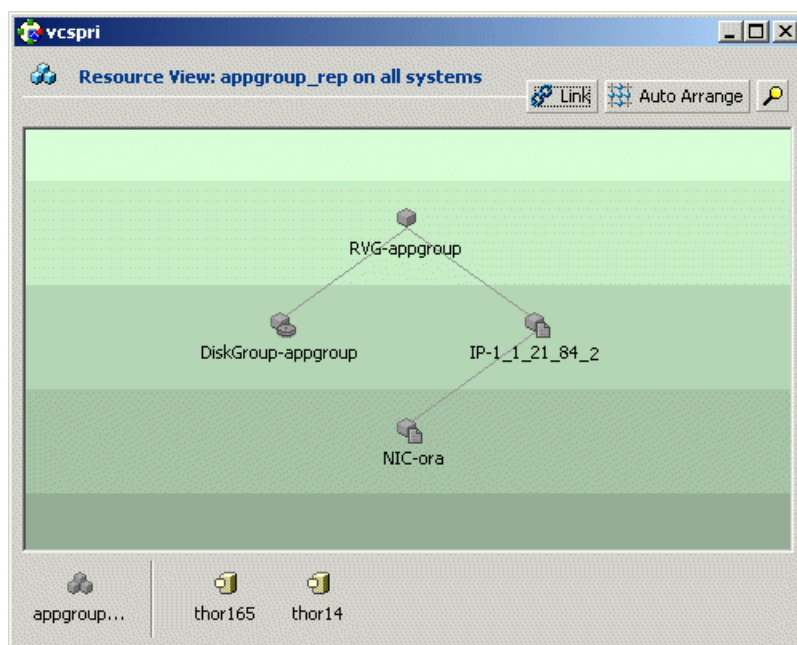 vcspri
Resource View: appgroup_rep on all systems
Link
Auto Arrange
RVG-appgroup
DiskGroup-appgroup
IP-1_1_21_84_2
NIC-ora
appgroup...
thor165
thor14